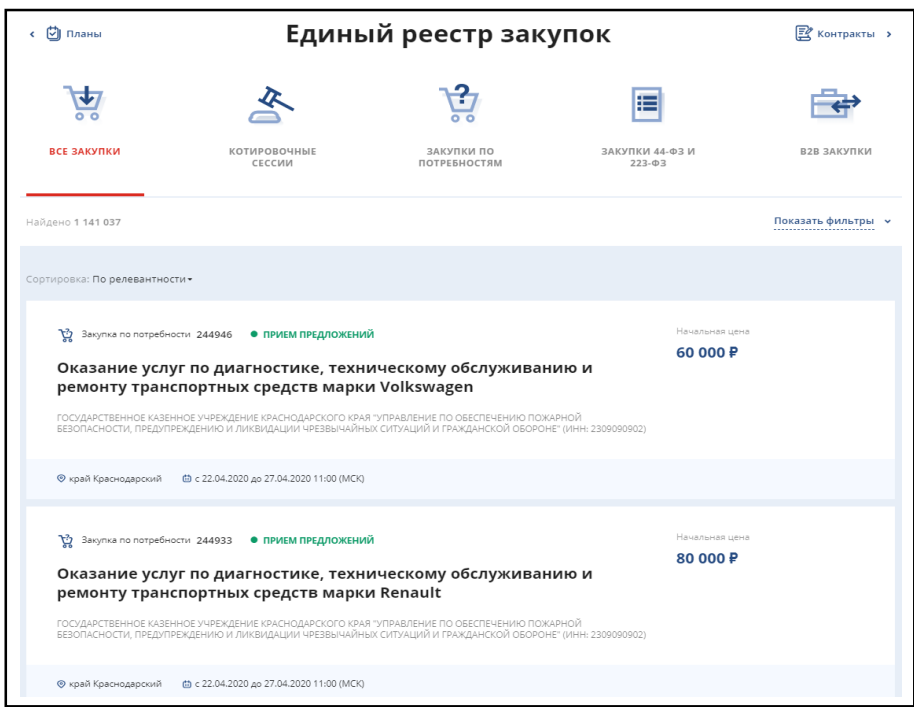 ‹ Планы
Единый реестр закупок
Контракты ›
ВСЕ ЗАКУПКИ
КОТИРОВОЧНЫЕ
СЕССИИ
ЗАКУПКИ ПО
ПОТРЕБНОСТЯМ
ЗАКУПКИ 44-ФЗ И
223-ФЗ
B2B ЗАКУПКИ
Найдено 1 141 037
Показать фильтры
Сортировка: По релевантности
Закупка по потребности 244946 ● ПРИЕМ ПРЕДЛОЖЕНИЙ
Начальная цена
60 000 ₽
Оказание услуг по диагностике, техническому обслуживанию и
ремонту транспортных средств марки Volkswagen
ГОСУДАРСТВЕННОЕ КАЗЕННОЕ УЧРЕЖДЕНИЕ КРАСНОДАРСКОГО КРАЯ "УПРАВЛЕНИЕ ПО ОБЕСПЕЧЕНИЮ ПОЖАРНОЙ
БЕЗОПАСНОСТИ, ПРЕДУПРЕЖДЕНИЮ И ЛИКВИДАЦИИ ЧРЕЗВЫЧАЙНЫХ СИТУАЦИЙ И ГРАЖДАНСКОЙ ОБОРОНЕ" (ИНН: 2309090902)
край Краснодарский с 22.04.2020 до 27.04.2020 11:00 (МСК)
Закупка по потребности 244933 ● ПРИЕМ ПРЕДЛОЖЕНИЙ
Начальная цена
80 000 ₽
Оказание услуг по диагностике, техническому обслуживанию и
ремонту транспортных средств марки Renault
ГОСУДАРСТВЕННОЕ КАЗЕННОЕ УЧРЕЖДЕНИЕ КРАСНОДАРСКОГО КРАЯ "УПРАВЛЕНИЕ ПО ОБЕСПЕЧЕНИЮ ПОЖАРНОЙ
БЕЗОПАСНОСТИ, ПРЕДУПРЕЖДЕНИЮ И ЛИКВИДАЦИИ ЧРЕЗВЫЧАЙНЫХ СИТУАЦИЙ И ГРАЖДАНСКОЙ ОБОРОНЕ" (ИНН: 2309090902)
край Краснодарский с 22.04.2020 до 27.04.2020 11:00 (МСК)